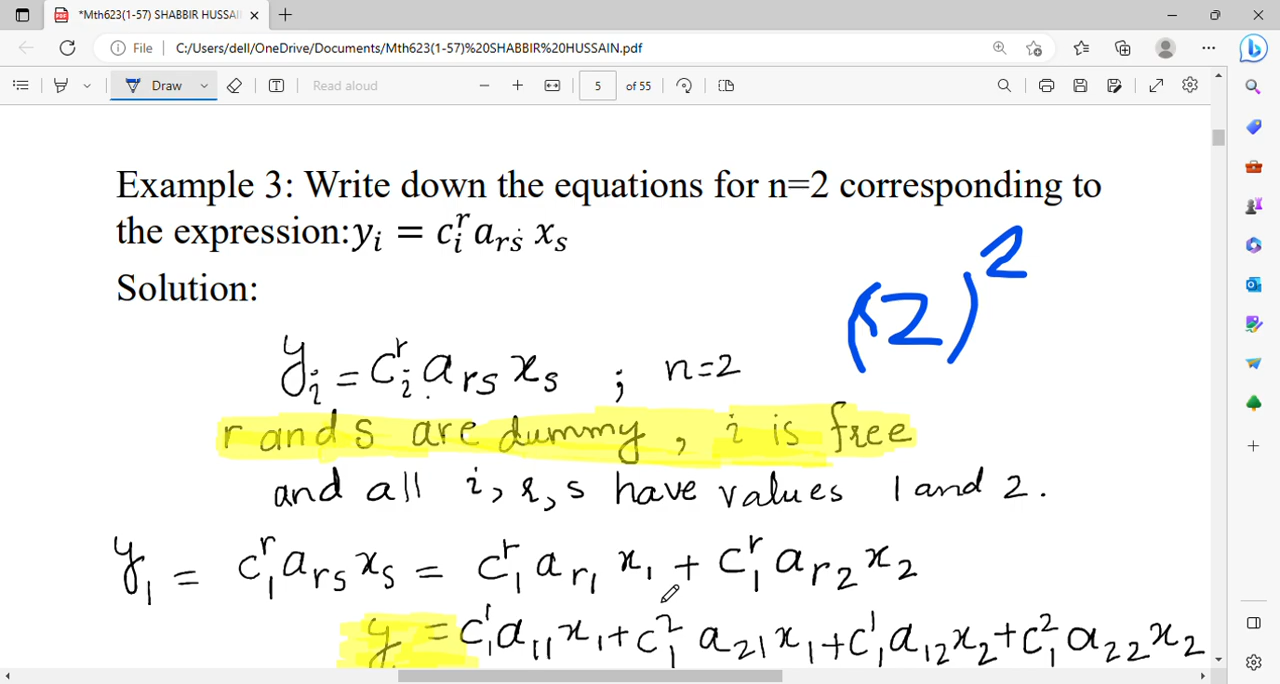 *Mth623(1-57) SHABBIR HUSSAI
File C:/Users/dell/OneDrive/Documents/Mth623(1-57)%20SHABBIR%20HUSSAIN.pdf
Draw Read aloud 5 of 55
Example 3: Write down the equations for n=2 corresponding to
the expression:yᵢ = cᵢʳ aᵣₛ xₛ
(2)²
Solution:
yᵢ = cᵢʳ aᵣₛ xₛ ; n=2
r and s are dummy, i is free
and all i, r, s have values 1 and 2.
y₁ = c₁ʳ aᵣₛ xₛ = c₁ʳ aᵣ₁ x₁ + c₁ʳ aᵣ₂ x₂
y = c₁¹ a₁₁ x₁ + c₁² a₂₁ x₁ + c₁¹ a₁₂ x₂ + c₁² a₂₂ x₂